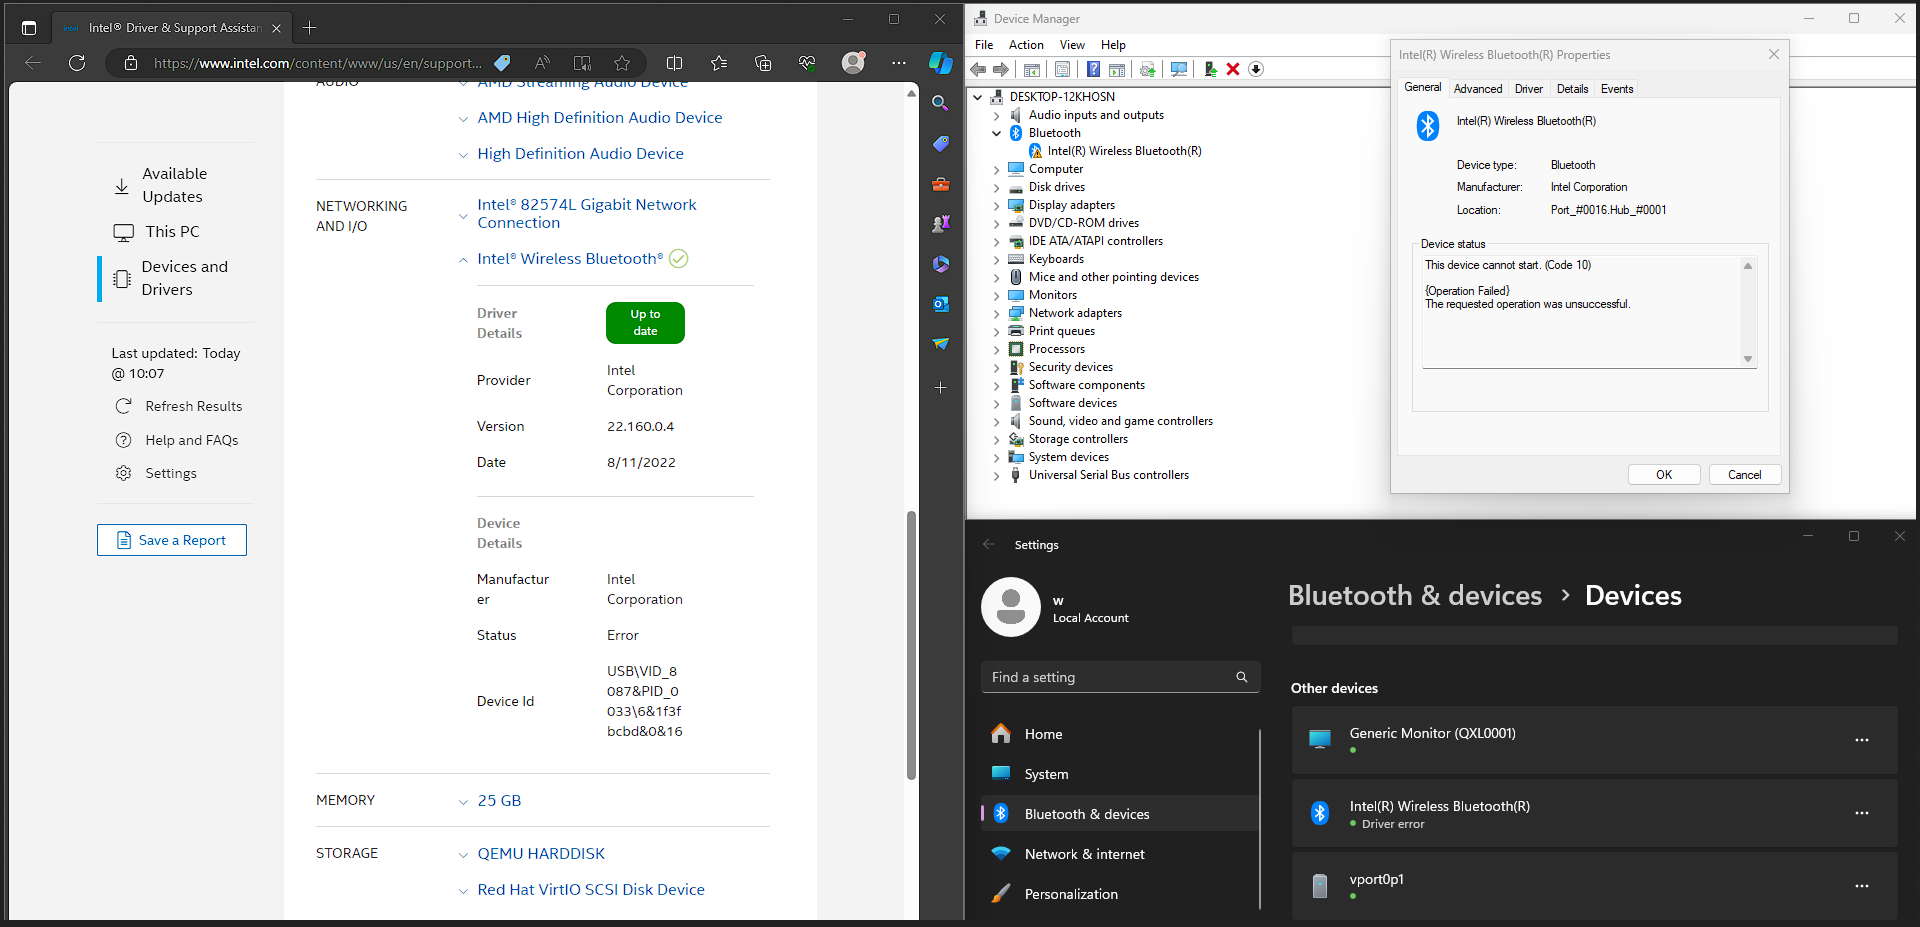 Intel® Driver & Support Assistan
https://www.intel.com/content/www/us/en/support...
Available
Updates
This PC
Devices and
Drivers
Last updated: Today
@ 10:07
Refresh Results
Help and FAQs
Settings
Save a Report
AUDIO
AMD Streaming Audio Device
AMD High Definition Audio Device
High Definition Audio Device
NETWORKING
AND I/O
Intel® 82574L Gigabit Network
Connection
Intel® Wireless Bluetooth®
Driver
Details
Up to
date
Provider
Intel
Corporation
Version
22.160.0.4
Date
8/11/2022
Device
Details
Manufactur
er
Intel
Corporation
Status
Error
Device Id
USB\VID_8
087&PID_0
033\6&1f3f
bcbd&0&16
MEMORY
25 GB
STORAGE
QEMU HARDDISK
Red Hat VirtIO SCSI Disk Device
Device Manager
File Action View Help
DESKTOP-12KHOSN
Audio inputs and outputs
Bluetooth
Intel(R) Wireless Bluetooth(R)
Computer
Disk drives
Display adapters
DVD/CD-ROM drives
IDE ATA/ATAPI controllers
Keyboards
Mice and other pointing devices
Monitors
Network adapters
Print queues
Processors
Security devices
Software components
Software devices
Sound, video and game controllers
Storage controllers
System devices
Universal Serial Bus controllers
Intel(R) Wireless Bluetooth(R) Properties
General Advanced Driver Details Events
Intel(R) Wireless Bluetooth(R)
Device type: Bluetooth
Manufacturer: Intel Corporation
Location: Port_#0016.Hub_#0001
Device status
This device cannot start. (Code 10)
{Operation Failed}
The requested operation was unsuccessful.
OK Cancel
Settings
w
Local Account
Find a setting
Home
System
Bluetooth & devices
Network & internet
Personalization
Bluetooth & devices › Devices
Other devices
Generic Monitor (QXL0001)
Intel(R) Wireless Bluetooth(R)
Driver error
vport0p1